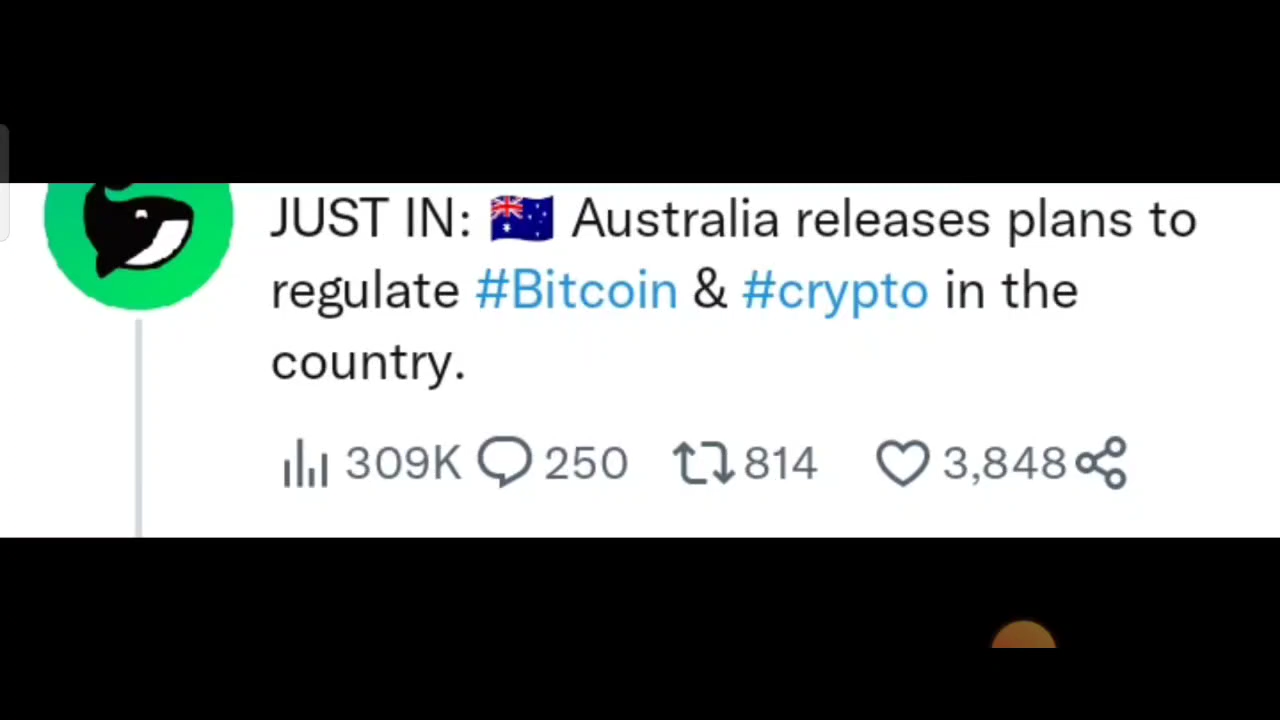 JUST IN: 🇦🇺 Australia releases plans to
regulate #Bitcoin & #crypto in the
country.
309K 250 814 3,848